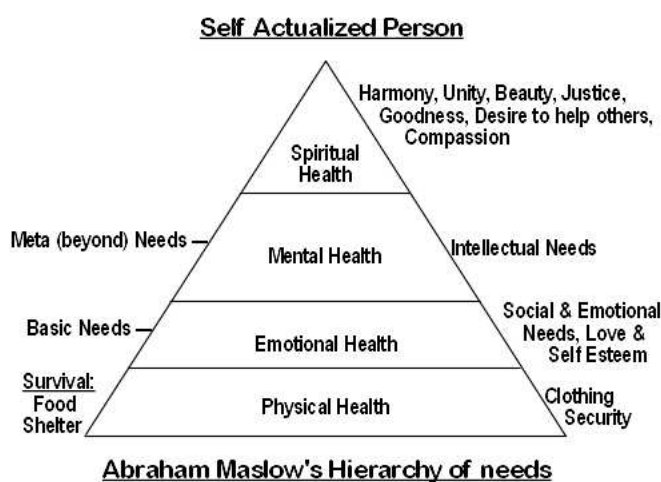 Self Actualized Person
Harmony, Unity, Beauty, Justice,
Goodness, Desire to help others,
Compassion
Spiritual
Health
Meta (beyond) Needs
Mental Health
Intellectual Needs
Basic Needs
Emotional Health
Social & Emotional
Needs, Love &
Self Esteem
Survival:
Food
Shelter
Physical Health
Clothing
Security
Abraham Maslow's Hierarchy of needs